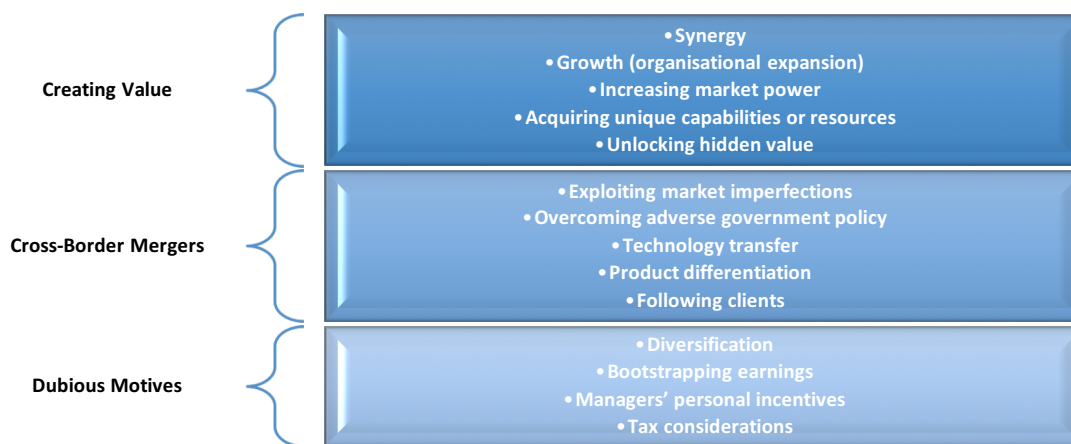 Creating Value
•Synergy
•Growth (organisational expansion)
•Increasing market power
•Acquiring unique capabilities or resources
•Unlocking hidden value
Cross-Border Mergers
•Exploiting market imperfections
•Overcoming adverse government policy
•Technology transfer
•Product differentiation
•Following clients
Dubious Motives
•Diversification
•Bootstrapping earnings
•Managers’ personal incentives
•Tax considerations